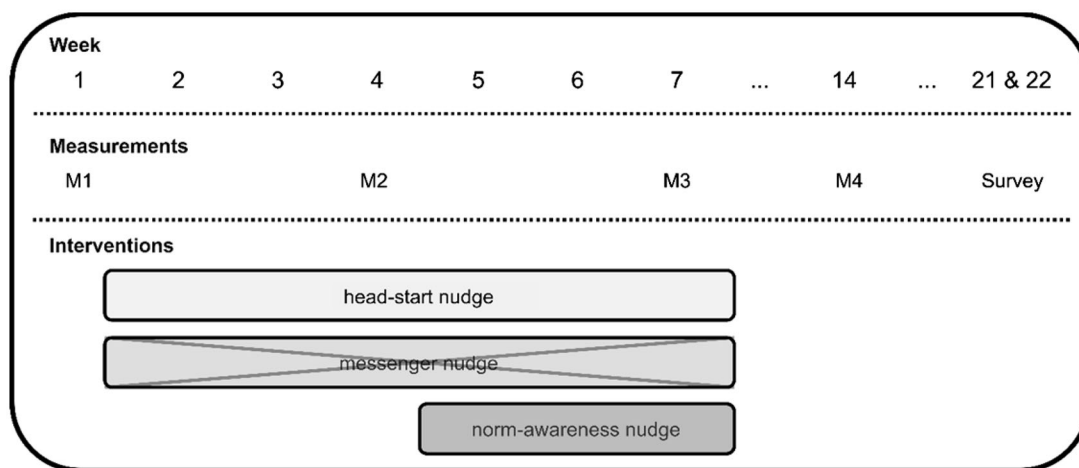 Week
1 2 3 4 5 6 7 ... 14 ... 21 & 22
Measurements
M1 M2 M3 M4 Survey
Interventions
head-start nudge
messenger nudge
norm-awareness nudge